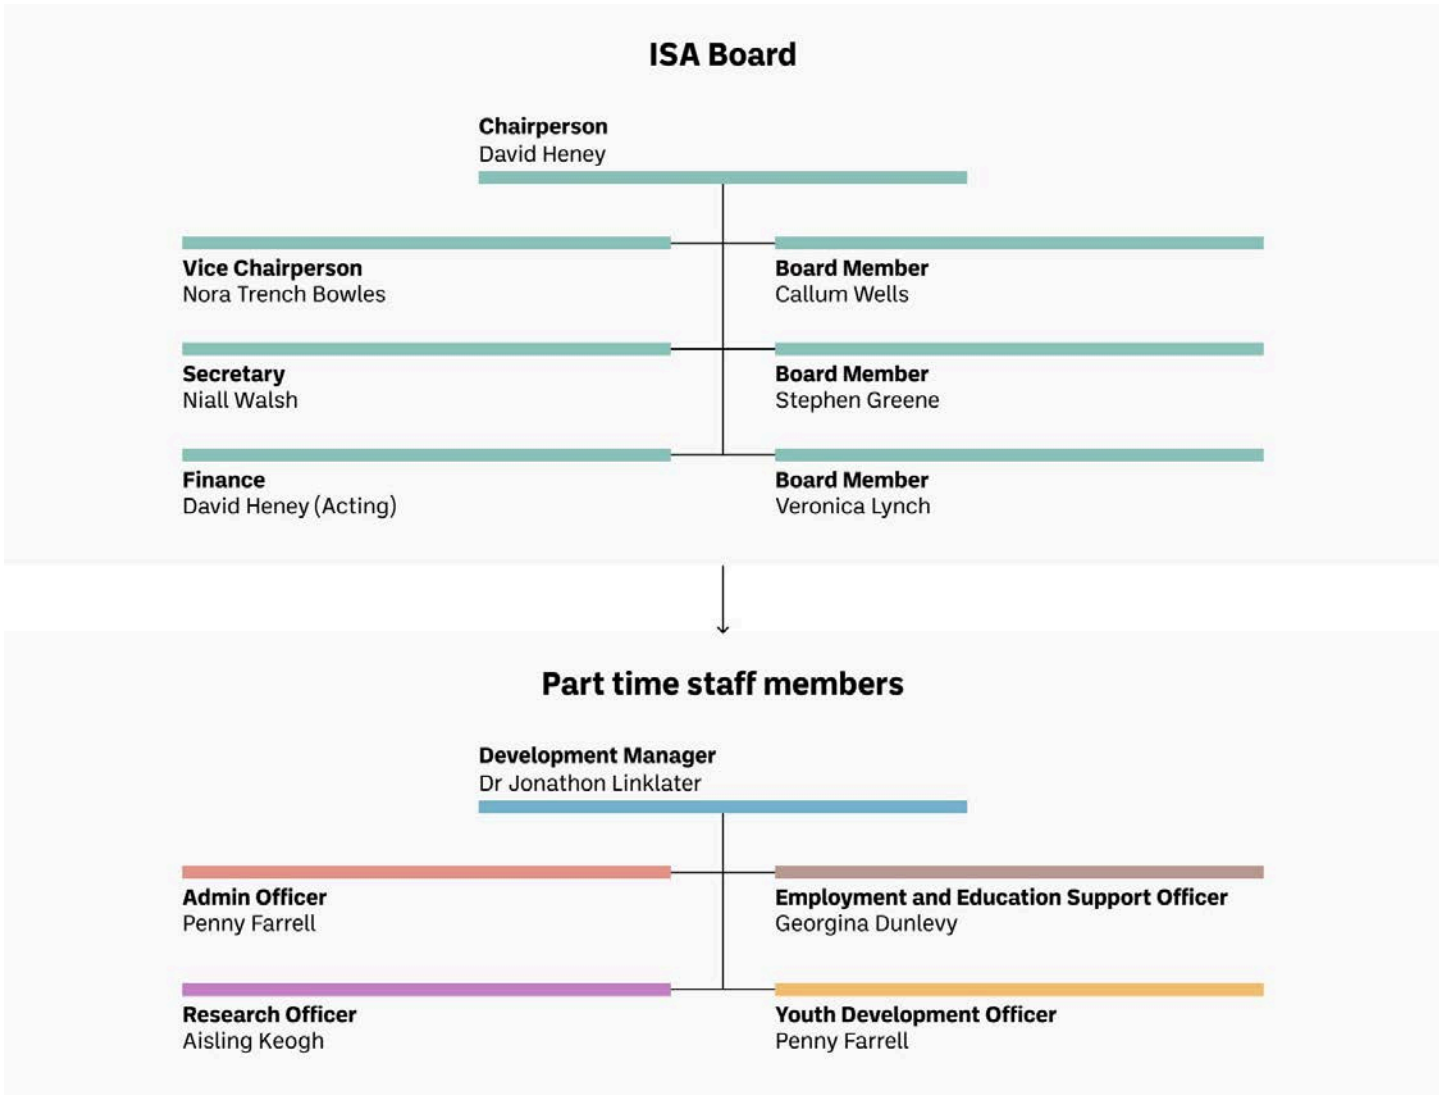 ISA Board
Chairperson
David Heney
Vice Chairperson
Nora Trench Bowles
Board Member
Callum Wells
Secretary
Niall Walsh
Board Member
Stephen Greene
Finance
David Heney (Acting)
Board Member
Veronica Lynch
Part time staff members
Development Manager
Dr Jonathon Linklater
Admin Officer
Penny Farrell
Employment and Education Support Officer
Georgina Dunlevy
Research Officer
Aisling Keogh
Youth Development Officer
Penny Farrell